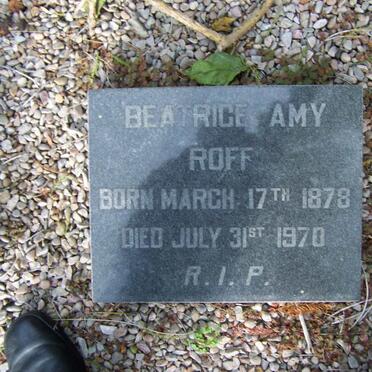 BEATRICE AMY
ROFF
BORN MARCH 17TH 1878
DIED JULY 31ST 1970
R.I.P.